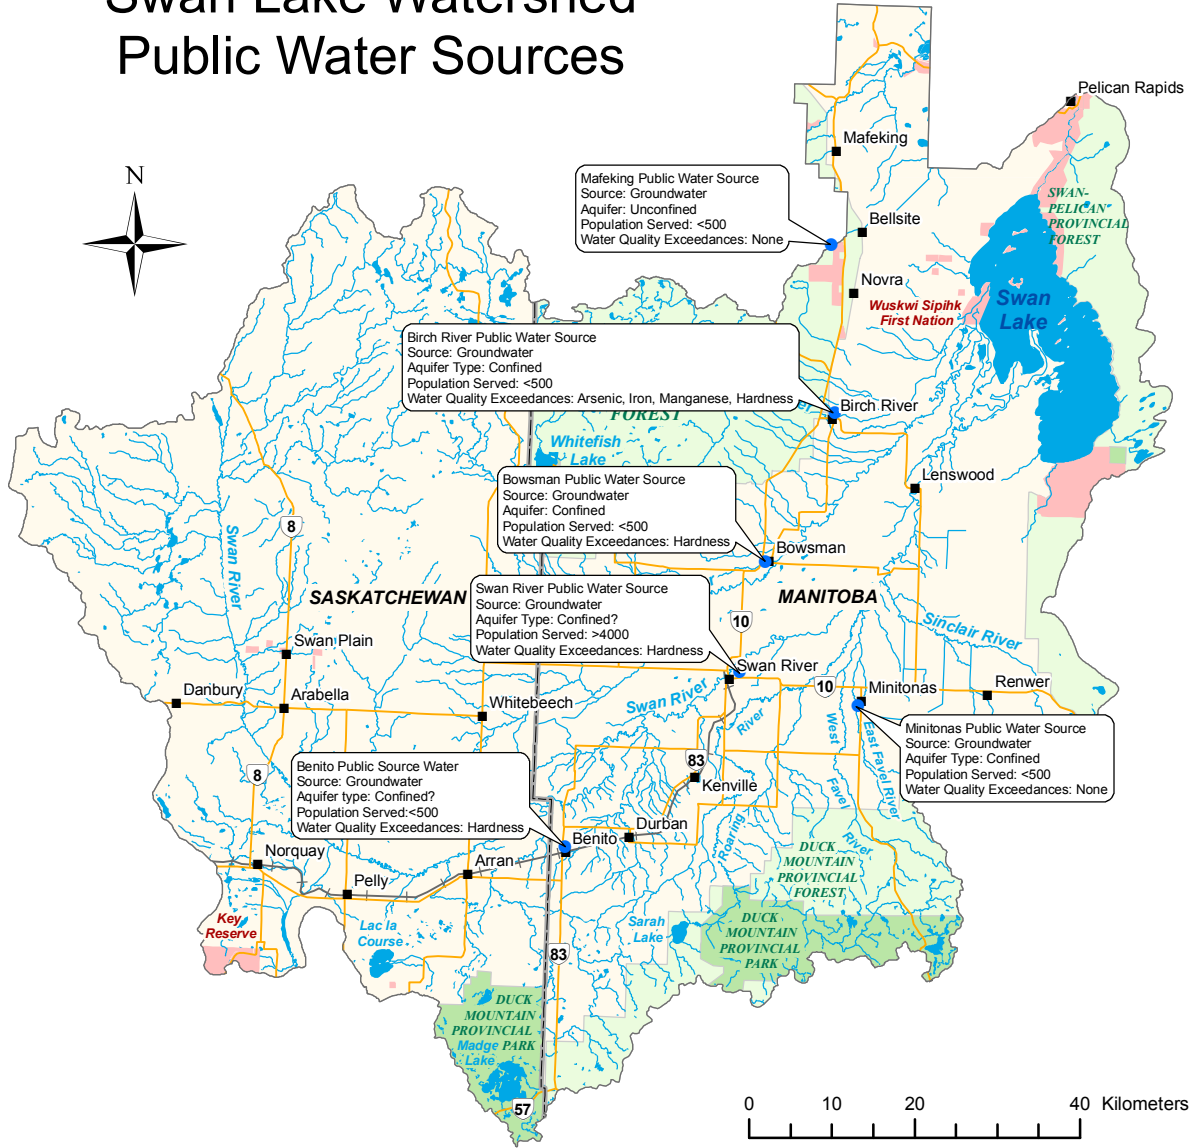 Swan Lake Watershed
Public Water Sources
N
Pelican Rapids
Mafeking
Mafeking Public Water Source
Source: Groundwater
Aquifer: Unconfined
Population Served: <500
Water Quality Exceedances: None
Bellsite
SWAN-
PELICAN
PROVINCIAL
FOREST
Novra
Wuskwi Sipihk
First Nation
Swan
Lake
Birch River Public Water Source
Source: Groundwater
Aquifer Type: Confined
Population Served: <500
Water Quality Exceedances: Arsenic, Iron, Manganese, Hardness
Birch River
FOREST
Whitefish
Lake
Lenswood
Bowsman Public Water Source
Source: Groundwater
Aquifer: Confined
Population Served: <500
Water Quality Exceedances: Hardness
Bowsman
8
Swan River
SASKATCHEWAN
MANITOBA
Swan River Public Water Source
Source: Groundwater
Aquifer Type: Confined?
Population Served: >4000
Water Quality Exceedances: Hardness
10
Sinclair River
Swan Plain
Swan River
Danbury
Arabella
Whitebeech
Swan River
River
10
Minitonas
Renwer
West
East Favel River
Minitonas Public Water Source
Source: Groundwater
Aquifer Type: Confined
Population Served: <500
Water Quality Exceedances: None
8
83
Kenville
Favel
River
Roaring
Benito Public Source Water
Source: Groundwater
Aquifer type: Confined?
Population Served:<500
Water Quality Exceedances: Hardness
Benito
Durban
Norquay
Arran
Pelly
DUCK
MOUNTAIN
PROVINCIAL
FOREST
Key
Reserve
Lac la
Course
Sarah
Lake
DUCK
MOUNTAIN
PROVINCIAL
PARK
83
DUCK
MOUNTAIN
PROVINCIAL
PARK
Madge
Lake
57
0 10 20 40 Kilometers